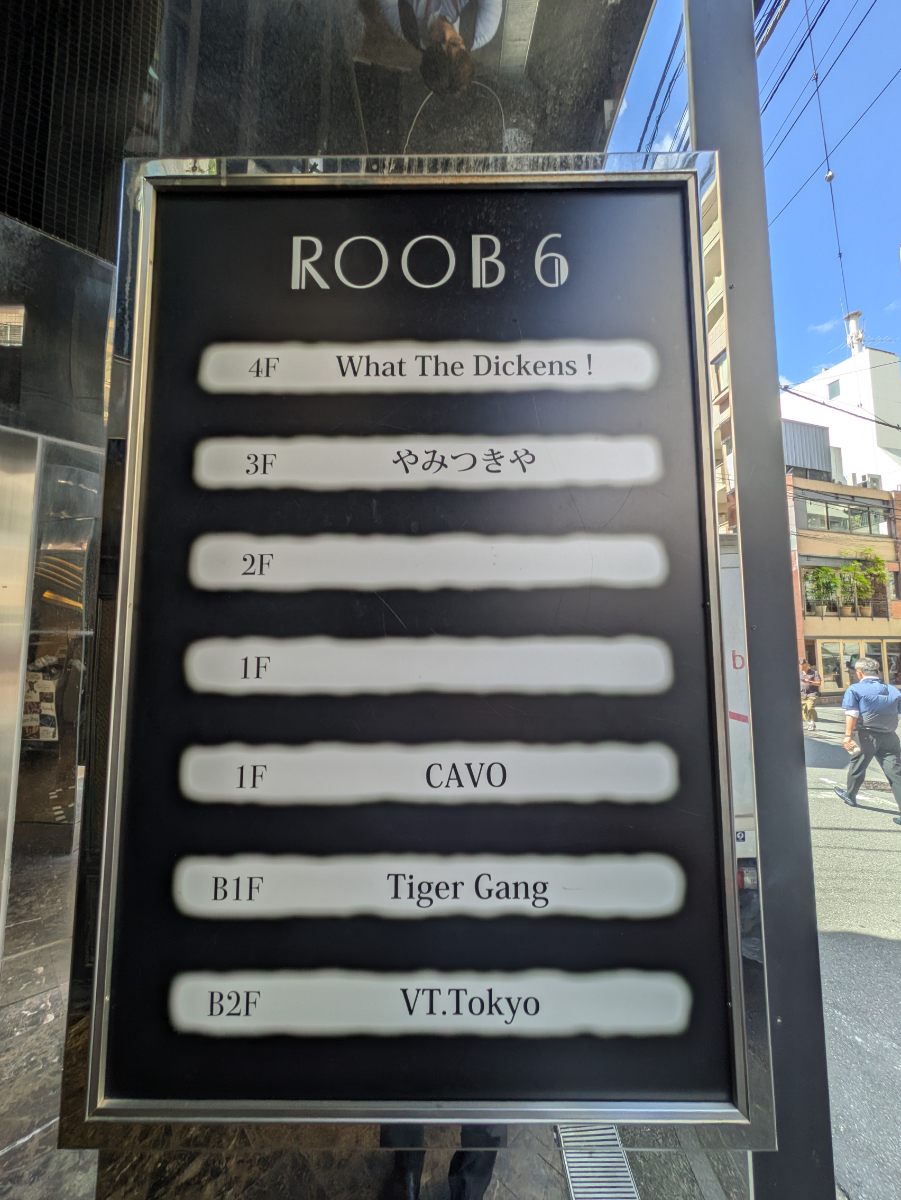 ROOB 6
4F What The Dickens !
3F やみつきや
2F
1F
1F CAVO
B1F Tiger Gang
B2F VT.Tokyo
b